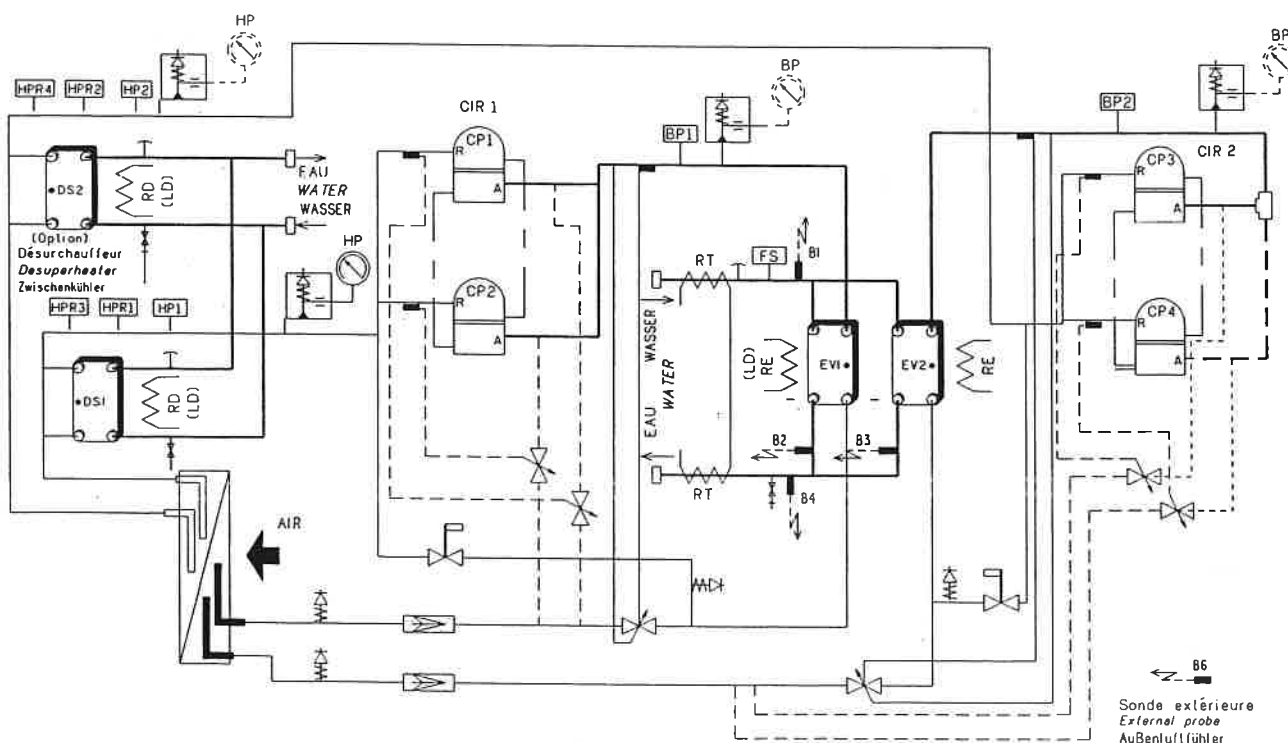 HP
BP
BP
HPR4
HPR2
HP2
CIR 1
BP1
BP2
CIR 2
CP1
R
A
CP3
R
A
DS2
RD
(LD)
EAU
WATER
WASSER
(Option)
Désurchauffeur
Desuperheater
Zwischenkühler
HP
HPR3
HPR1
HP1
CP2
R
A
RT
FS
B1
CP4
R
A
WASSER
EAU
WATER
(LD)
RE
EV1
EV2
RE
DS1
RD
(LD)
B2
B3
RT
B4
AIR
B6
Sonde extérieure
External probe
Außenluftfühler